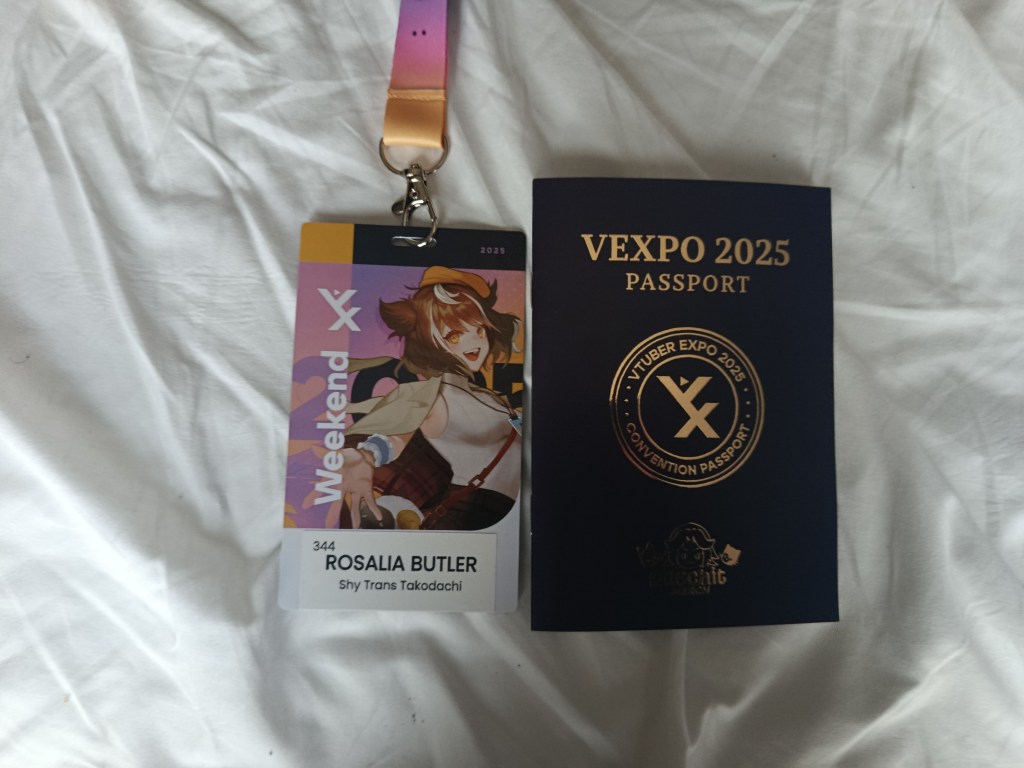 2025
Weekend
344
ROSALIA BUTLER
Shy Trans Takodachi
VEXPO 2025
PASSPORT
VTUBER EXPO 2025
CONVENTION PASSPORT